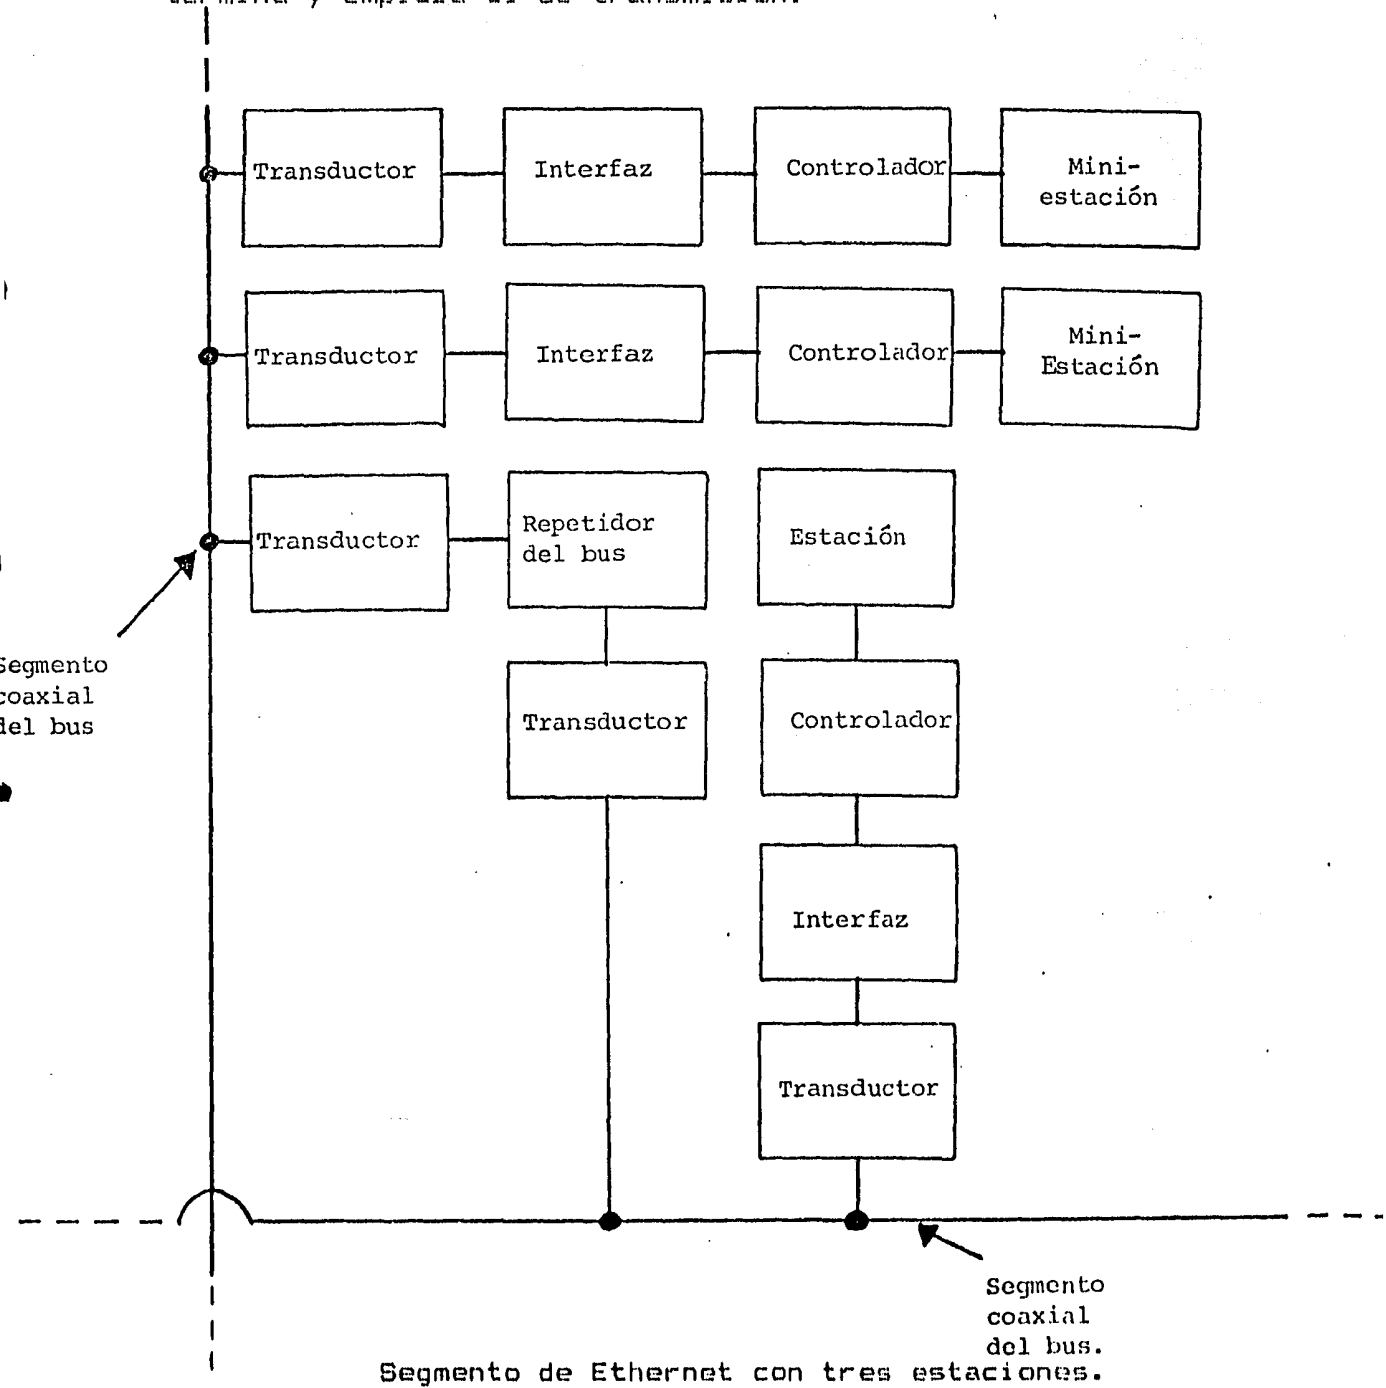 Transductor
Interfaz
Controlador
Mini-
estación
Transductor
Interfaz
Controlador
Mini-
Estación
Transductor
Repetidor
del bus
Estación
Segmento
coaxial
del bus
Transductor
Controlador
Interfaz
Transductor
Segmento
coaxial
del bus.
Segmento de Ethernet con tres estaciones.